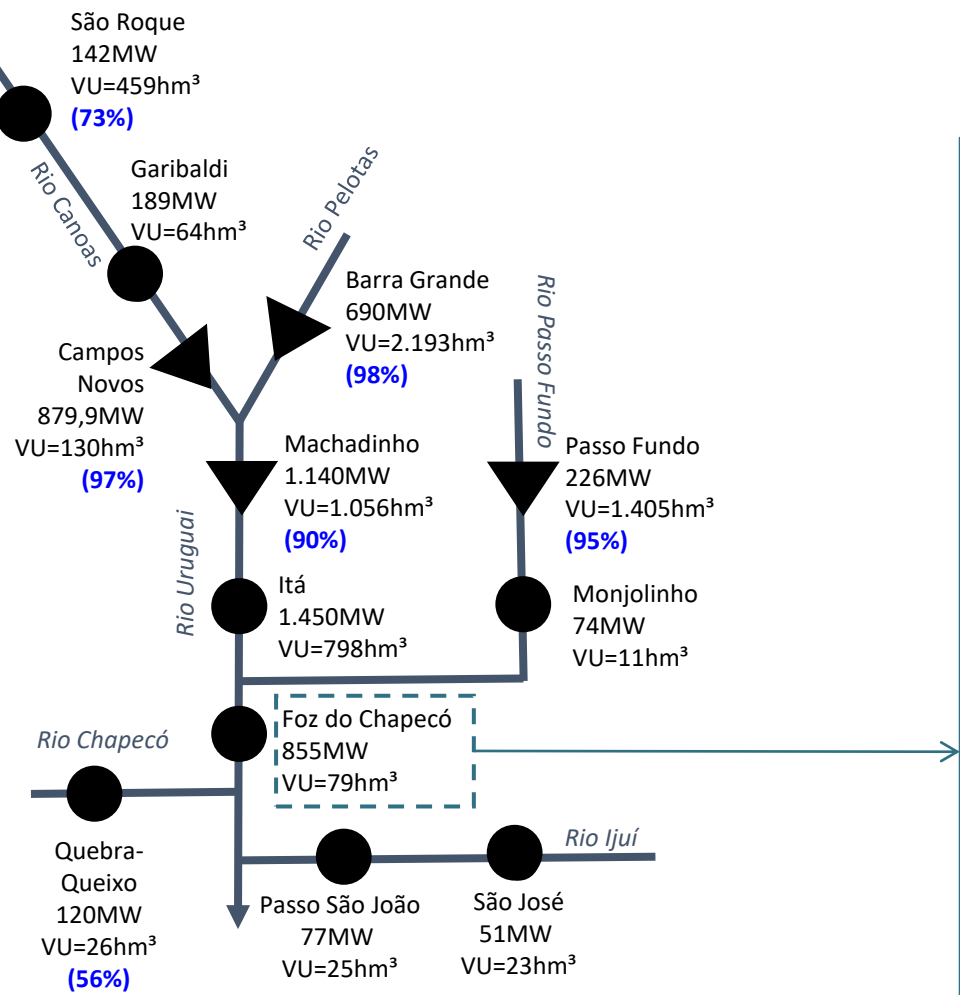 São Roque
142MW
VU=459hm³
(73%)
Rio Canoas
Garibaldi
189MW
VU=64hm³
Rio Pelotas
Barra Grande
690MW
VU=2.193hm³
(98%)
Campos
Novos
879,9MW
VU=130hm³
(97%)
Rio Passo Fundo
Machadinho
1.140MW
VU=1.056hm³
(90%)
Passo Fundo
226MW
VU=1.405hm³
(95%)
Rio Uruguai
Itá
1.450MW
VU=798hm³
Monjolinho
74MW
VU=11hm³
Foz do Chapecó
855MW
VU=79hm³
Rio Chapecó
Quebra-
Queixo
120MW
VU=26hm³
(56%)
Rio Ijuí
Passo São João
77MW
VU=25hm³
São José
51MW
VU=23hm³